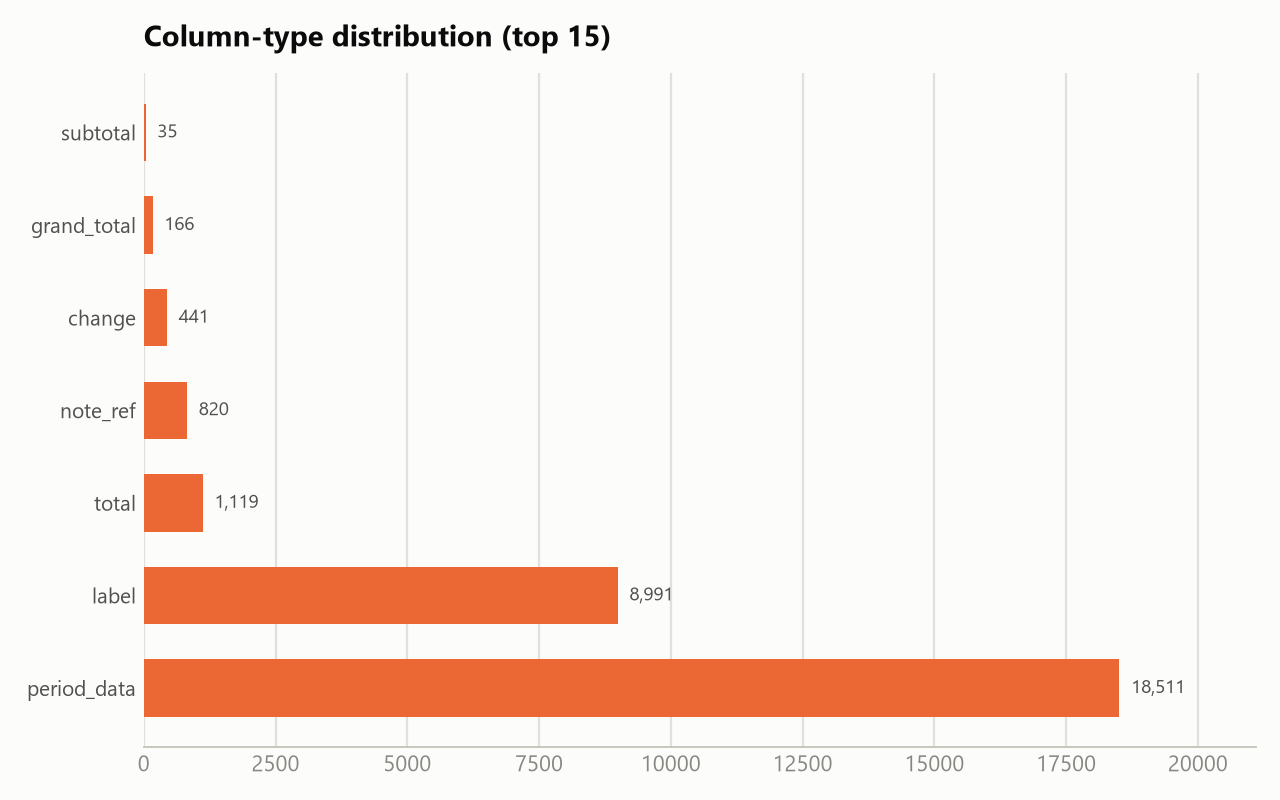 Column-type distribution (top 15)
subtotal 35
grand_total 166
change 441
note_ref 820
total 1,119
label 8,991
period_data 18,511
0 2500 5000 7500 10000 12500 15000 17500 20000